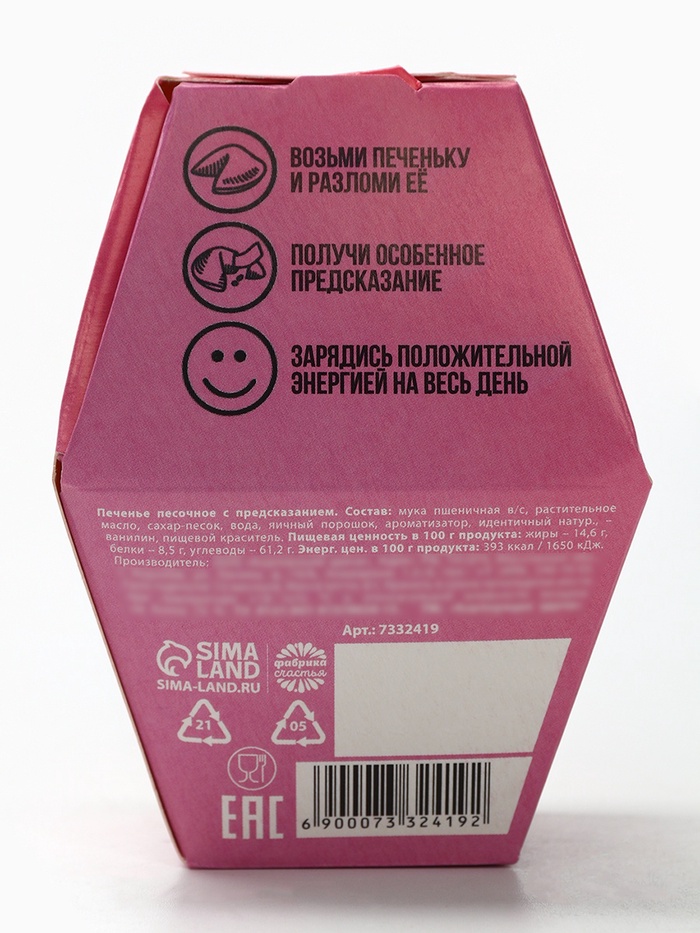 ВОЗЬМИ ПЕЧЕНЬКУ
И РАЗЛОМИ ЕЁ
ПОЛУЧИ ОСОБЕННОЕ
ПРЕДСКАЗАНИЕ
ЗАРЯДИСЬ ПОЛОЖИТЕЛЬНОЙ
ЭНЕРГИЕЙ НА ВЕСЬ ДЕНЬ
Печенье песочное с предсказанием. Состав: мука пшеничная в/с, растительное
масло, сахар-песок, вода, яичный порошок, ароматизатор, идентичный натур., –
ванилин, пищевой краситель. Пищевая ценность в 100 г продукта: жиры – 14,6 г,
белки – 8,5 г, углеводы – 61,2 г. Энерг. цен. в 100 г продукта: 393 ккал / 1650 кДж.
Производитель:
Арт.: 7332419
SIMA
LAND
SIMA-LAND.RU
фабрика
счастья
21
05
EAC
6 900073 324192